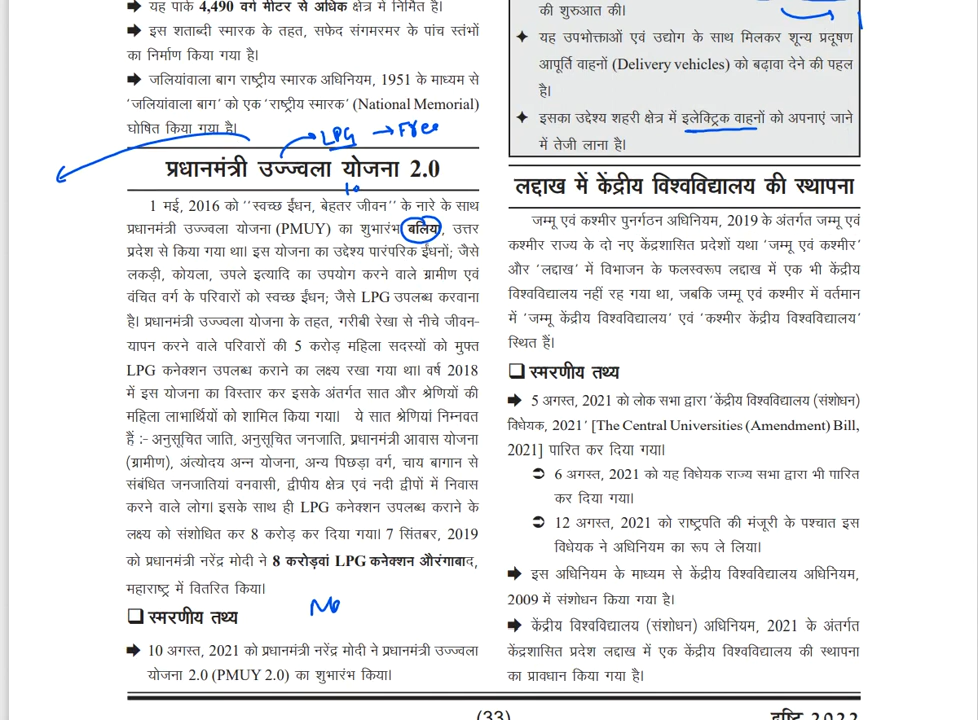 ➡ यह पार्क 4,490 वर्ग मीटर से अधिक क्षेत्र में निर्मित है।
➡ इस शताब्दी स्मारक के तहत, सफेद संगमरमर के पांच स्तंभों
का निर्माण किया गया है।
➡ जलियांवाला बाग राष्ट्रीय स्मारक अधिनियम, 1951 के माध्यम से
'जलियांवाला बाग' को एक 'राष्ट्रीय स्मारक' (National Memorial)
घोषित किया गया है।
LPG → Free
प्रधानमंत्री उज्ज्वला योजना 2.0
1 मई, 2016 को "स्वच्छ ईंधन, बेहतर जीवन" के नारे के साथ
प्रधानमंत्री उज्ज्वला योजना (PMUY) का शुभारंभ बलिया, उत्तर
प्रदेश से किया गया था। इस योजना का उद्देश्य पारंपरिक ईंधनों; जैसे
लकड़ी, कोयला, उपले इत्यादि का उपयोग करने वाले ग्रामीण एवं
वंचित वर्ग के परिवारों को स्वच्छ ईंधन; जैसे LPG उपलब्ध करवाना
है। प्रधानमंत्री उज्ज्वला योजना के तहत, गरीबी रेखा से नीचे जीवन-
यापन करने वाले परिवारों की 5 करोड़ महिला सदस्यों को मुफ्त
LPG कनेक्शन उपलब्ध कराने का लक्ष्य रखा गया था। वर्ष 2018
में इस योजना का विस्तार कर इसके अंतर्गत सात और श्रेणियों की
महिला लाभार्थियों को शामिल किया गया। ये सात श्रेणियां निम्नवत
हैं :- अनुसूचित जाति, अनुसूचित जनजाति, प्रधानमंत्री आवास योजना
(ग्रामीण), अंत्योदय अन्न योजना, अन्य पिछड़ा वर्ग, चाय बागान से
संबंधित जनजातियां वनवासी, द्वीपीय क्षेत्र एवं नदी द्वीपों में निवास
करने वाले लोग। इसके साथ ही LPG कनेक्शन उपलब्ध कराने के
लक्ष्य को संशोधित कर 8 करोड़ कर दिया गया। 7 सिंतबर, 2019
को प्रधानमंत्री नरेंद्र मोदी ने 8 करोड़वां LPG कनेक्शन औरंगाबाद,
महाराष्ट्र में वितरित किया।
❑ स्मरणीय तथ्य
➡ 10 अगस्त, 2021 को प्रधानमंत्री नरेंद्र मोदी ने प्रधानमंत्री उज्ज्वला
योजना 2.0 (PMUY 2.0) का शुभारंभ किया।
की शुरुआत की।
✦ यह उपभोक्ताओं एवं उद्योग के साथ मिलकर शून्य प्रदूषण
आपूर्ति वाहनों (Delivery vehicles) को बढ़ावा देने की पहल
है।
✦ इसका उद्देश्य शहरी क्षेत्र में इलेक्ट्रिक वाहनों को अपनाएं जाने
में तेजी लाना है।
लद्दाख में केंद्रीय विश्वविद्यालय की स्थापना
जम्मू एवं कश्मीर पुनर्गठन अधिनियम, 2019 के अंतर्गत जम्मू एवं
कश्मीर राज्य के दो नए केंद्रशासित प्रदेशों यथा 'जम्मू एवं कश्मीर'
और 'लद्दाख' में विभाजन के फलस्वरूप लद्दाख में एक भी केंद्रीय
विश्वविद्यालय नहीं रह गया था, जबकि जम्मू एवं कश्मीर में वर्तमान
में 'जम्मू केंद्रीय विश्वविद्यालय' एवं 'कश्मीर केंद्रीय विश्वविद्यालय'
स्थित हैं।
❑ स्मरणीय तथ्य
➡ 5 अगस्त, 2021 को लोक सभा द्वारा 'केंद्रीय विश्वविद्यालय (संशोधन)
विधेयक, 2021' [The Central Universities (Amendment) Bill,
2021] पारित कर दिया गया।
➲ 6 अगस्त, 2021 को यह विधेयक राज्य सभा द्वारा भी पारित
कर दिया गया।
➲ 12 अगस्त, 2021 को राष्ट्रपति की मंजूरी के पश्चात इस
विधेयक ने अधिनियम का रूप ले लिया।
➡ इस अधिनियम के माध्यम से केंद्रीय विश्वविद्यालय अधिनियम,
2009 में संशोधन किया गया है।
➡ केंद्रीय विश्वविद्यालय (संशोधन) अधिनियम, 2021 के अंतर्गत
केंद्रशासित प्रदेश लद्दाख में एक केंद्रीय विश्वविद्यालय की स्थापना
का प्रावधान किया गया है।
(33)
दृष्टि 2022